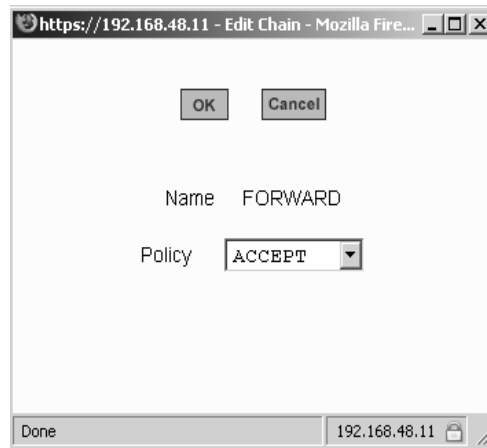 https://192.168.48.11 - Edit Chain - Mozilla Fire...
OK Cancel
Name FORWARD
Policy ACCEPT
Done 192.168.48.11